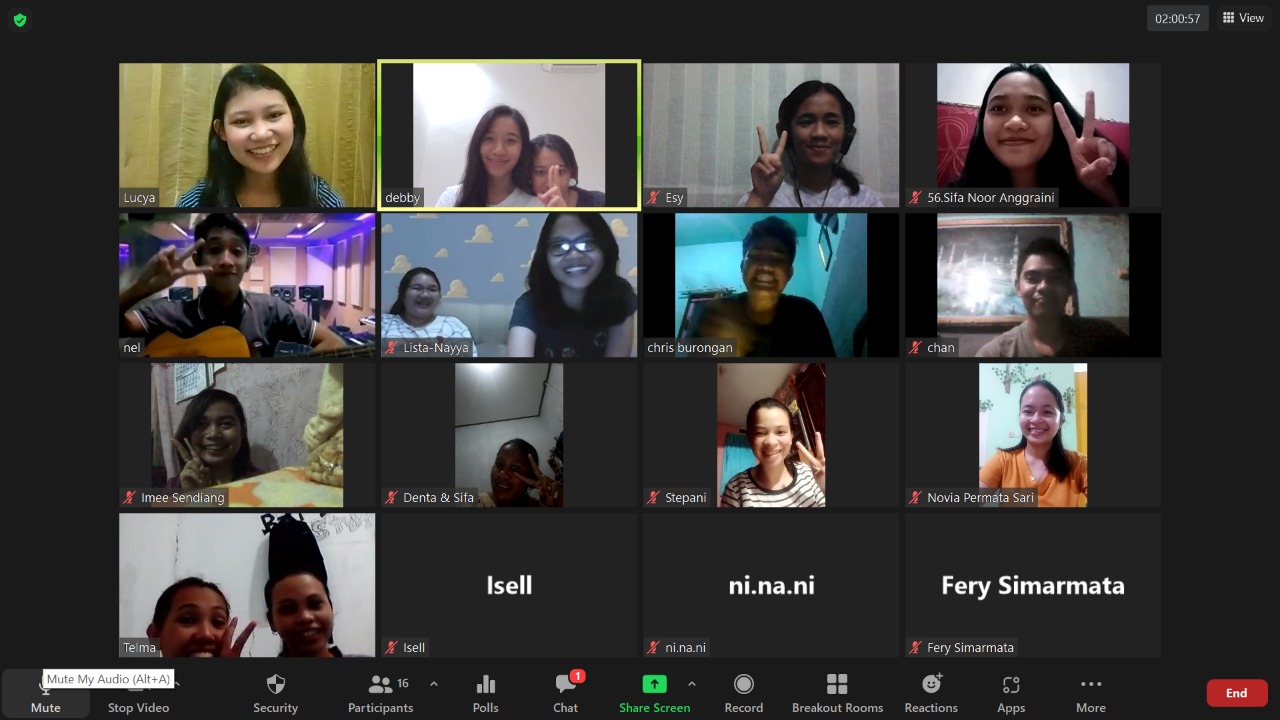 02:00:57 View
Lucya
debby
Esy
56.Sifa Noor Anggraini
nel
Lista-Nayya
chris burongan
chan
Imee Sendiang
Denta & Sifa
Stepani
Novia Permata Sari
Telma
Isell
Isell
ni.na.ni
ni.na.ni
Fery Simarmata
Fery Simarmata
Mute My Audio (Alt+A)
16
1
Mute
Stop Video
Security
Participants
Polls
Chat
Share Screen
Record
Breakout Rooms
Reactions
Apps
More
End